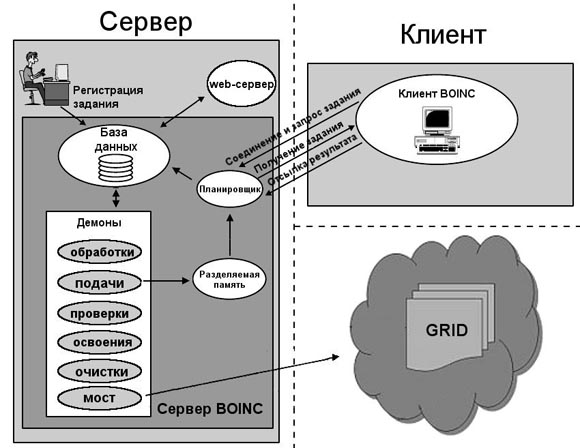 Сервер
Клиент
Регистрация
задания
web-сервер
База
данных
Соединение и запрос задания
Получение задания
Отсылка результата
Клиент BOINC
Планировщик
Демоны
обработки
подачи
проверки
освоения
очистки
мост
Разделяемая
память
Сервер BOINC
GRID